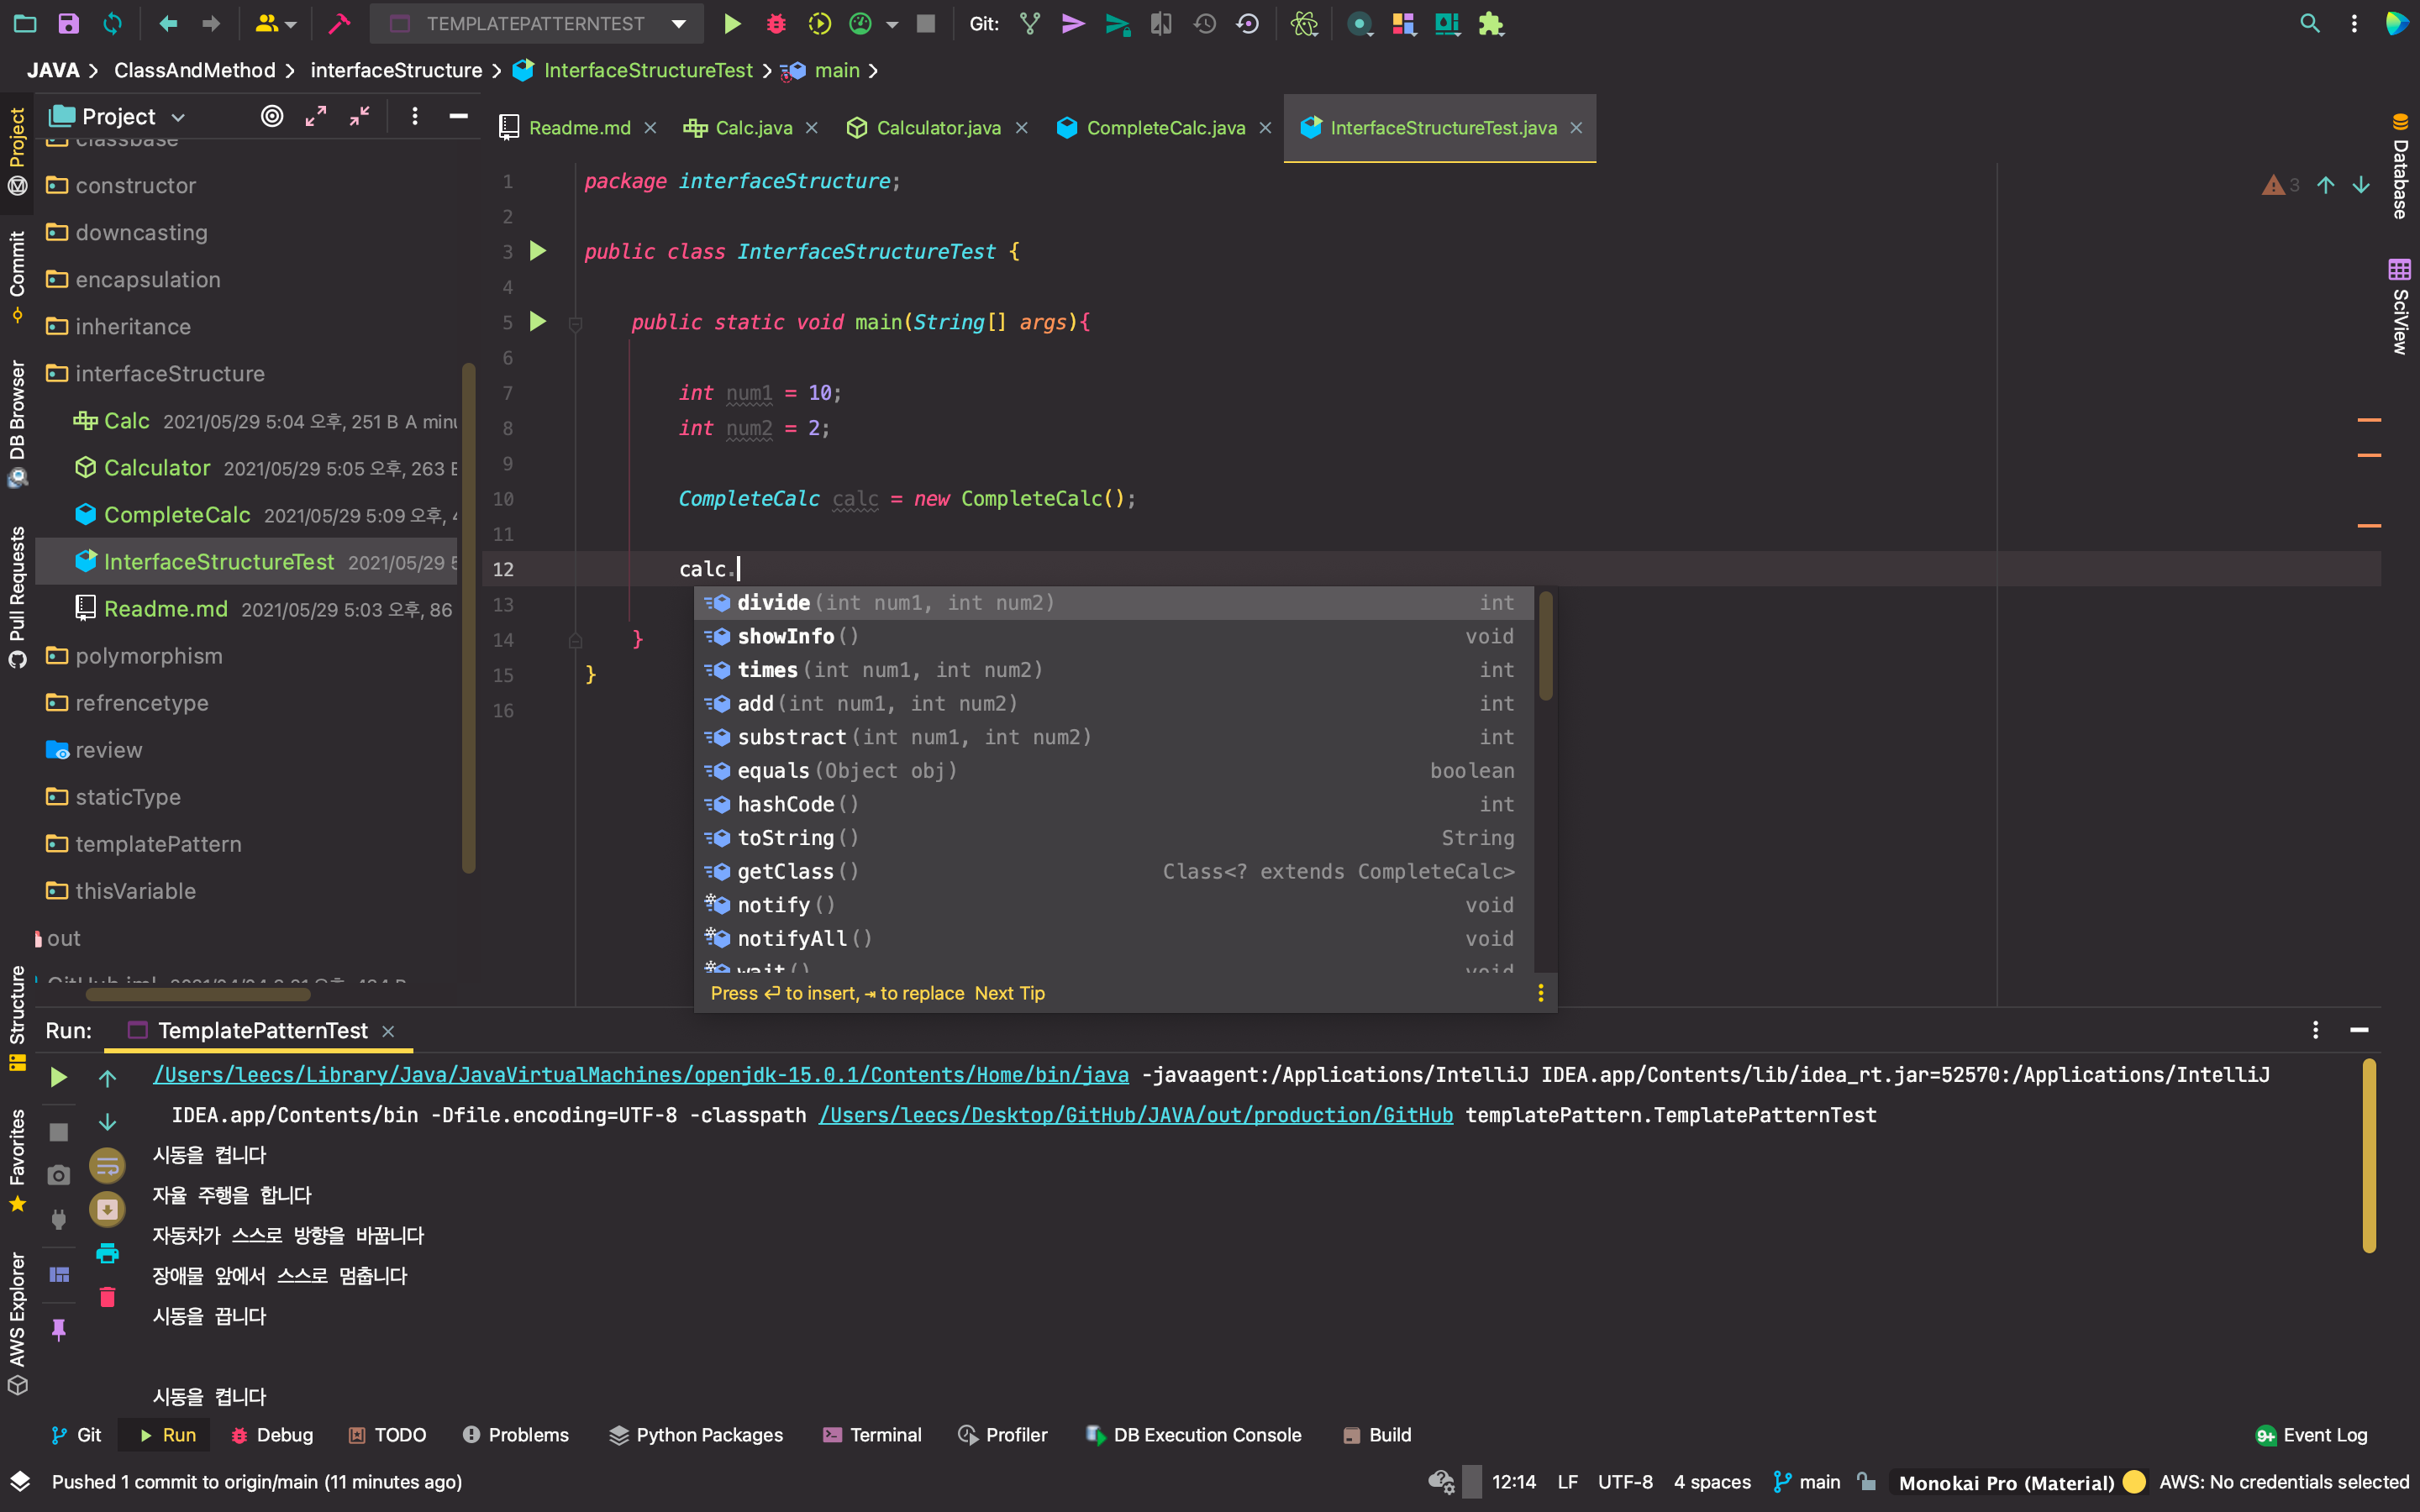 TEMPLATEPATTERNTEST Git:
JAVA ClassAndMethod interfaceStructure InterfaceStructureTest main
Project
Readme.md Calc.java Calculator.java CompleteCalc.java InterfaceStructureTest.java
Project
Commit
DB Browser
Pull Requests
Structure
Favorites
AWS Explorer
Database
SciView
classbase
constructor
downcasting
encapsulation
inheritance
interfaceStructure
Calc 2021/05/29 5:04 오후, 251 B A minu
Calculator 2021/05/29 5:05 오후, 263 B
CompleteCalc 2021/05/29 5:09 오후, 4
InterfaceStructureTest 2021/05/29 5
Readme.md 2021/05/29 5:03 오후, 86
polymorphism
refrencetype
review
staticType
templatePattern
thisVariable
out
3
1 package interfaceStructure;
2
3 public class InterfaceStructureTest {
4
5 public static void main(String[] args){
6
7 int num1 = 10;
8 int num2 = 2;
9
10 CompleteCalc calc = new CompleteCalc();
11
12 calc.
13
14 }
15 }
16
divide(int num1, int num2) int
showInfo() void
times(int num1, int num2) int
add(int num1, int num2) int
substract(int num1, int num2) int
equals(Object obj) boolean
hashCode() int
toString() String
getClass() Class<? extends CompleteCalc>
notify() void
notifyAll() void
wait() void
Press ⏎ to insert, ⇥ to replace Next Tip
Run: TemplatePatternTest
/Users/leecs/Library/Java/JavaVirtualMachines/openjdk-15.0.1/Contents/Home/bin/java -javaagent:/Applications/IntelliJ IDEA.app/Contents/lib/idea_rt.jar=52570:/Applications/IntelliJ
IDEA.app/Contents/bin -Dfile.encoding=UTF-8 -classpath /Users/leecs/Desktop/GitHub/JAVA/out/production/GitHub templatePattern.TemplatePatternTest
시동을 켭니다
자율 주행을 합니다
자동차가 스스로 방향을 바꿉니다
장애물 앞에서 스스로 멈춥니다
시동을 끕니다
시동을 켭니다
Git Run Debug TODO Problems Python Packages Terminal Profiler DB Execution Console Build 9+ Event Log
Pushed 1 commit to origin/main (11 minutes ago) 12:14 LF UTF-8 4 spaces main Monokai Pro (Material) AWS: No credentials selected